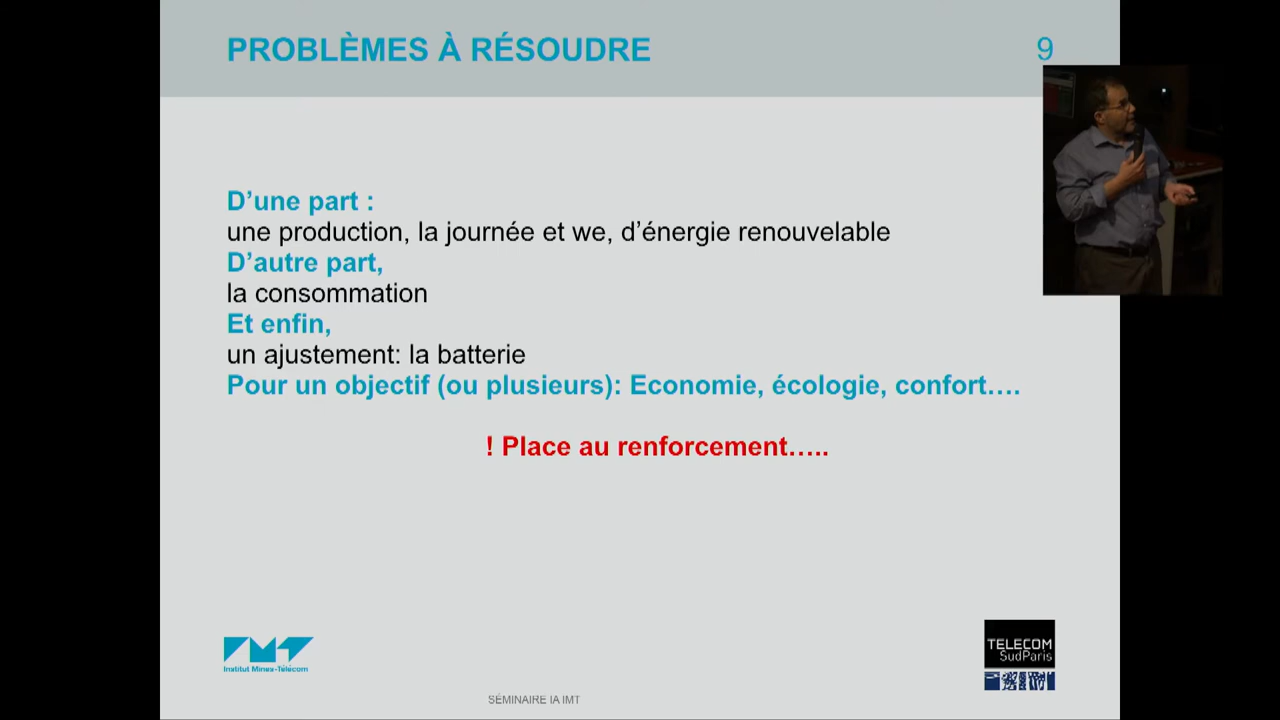 PROBLÈMES À RÉSOUDRE
9
D’une part :
une production, la journée et we, d’énergie renouvelable
D’autre part,
la consommation
Et enfin,
un ajustement: la batterie
Pour un objectif (ou plusieurs): Economie, écologie, confort….
! Place au renforcement…..
IMT
Institut Mines-Télécom
TELECOM
SudParis
SÉMINAIRE IA IMT